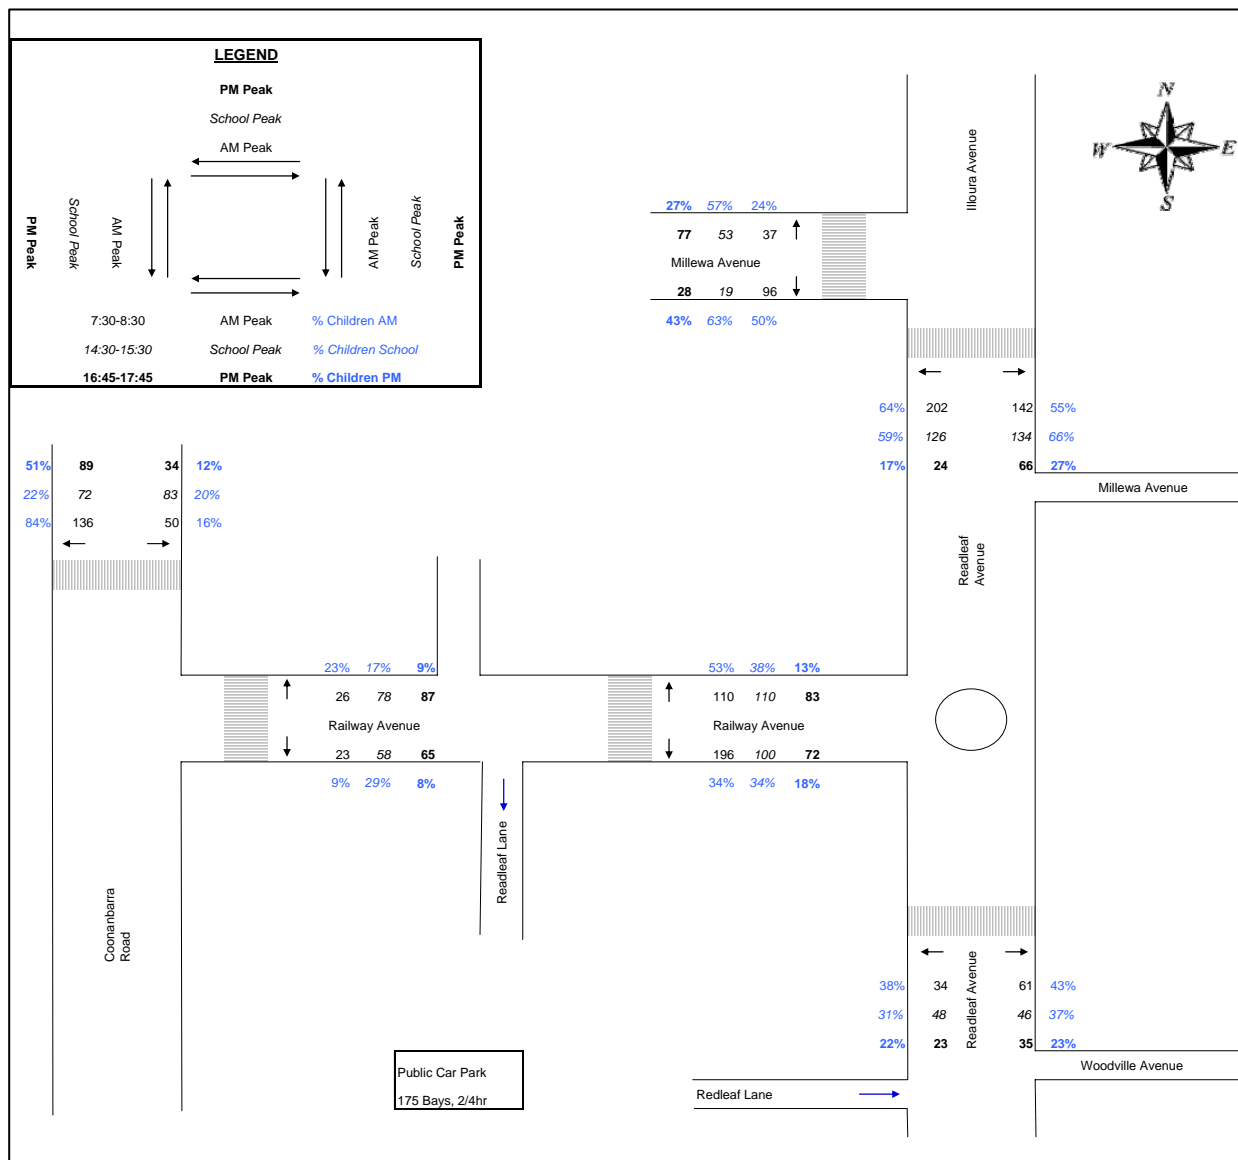 LEGEND
PM Peak
School Peak
AM Peak
PM Peak
School Peak
AM Peak
AM Peak
School Peak
PM Peak
7:30-8:30 AM Peak % Children AM
14:30-15:30 School Peak % Children School
16:45-17:45 PM Peak % Children PM
N
W E
S
Illoura Avenue
27% 57% 24%
77 53 37
Millewa Avenue
28 19 96
43% 63% 50%
64% 202 142 55%
59% 126 134 66%
17% 24 66 27%
Millewa Avenue
51% 89 34 12%
22% 72 83 20%
84% 136 50 16%
Readleaf
Avenue
23% 17% 9%
26 78 87
Railway Avenue
23 58 65
9% 29% 8%
53% 38% 13%
110 110 83
Railway Avenue
196 100 72
34% 34% 18%
Readleaf Lane
Coonanbarra
Road
38% 34 61 43%
31% 48 46 37%
22% 23 35 23%
Readleaf Avenue
Woodville Avenue
Public Car Park
175 Bays, 2/4hr
Redleaf Lane